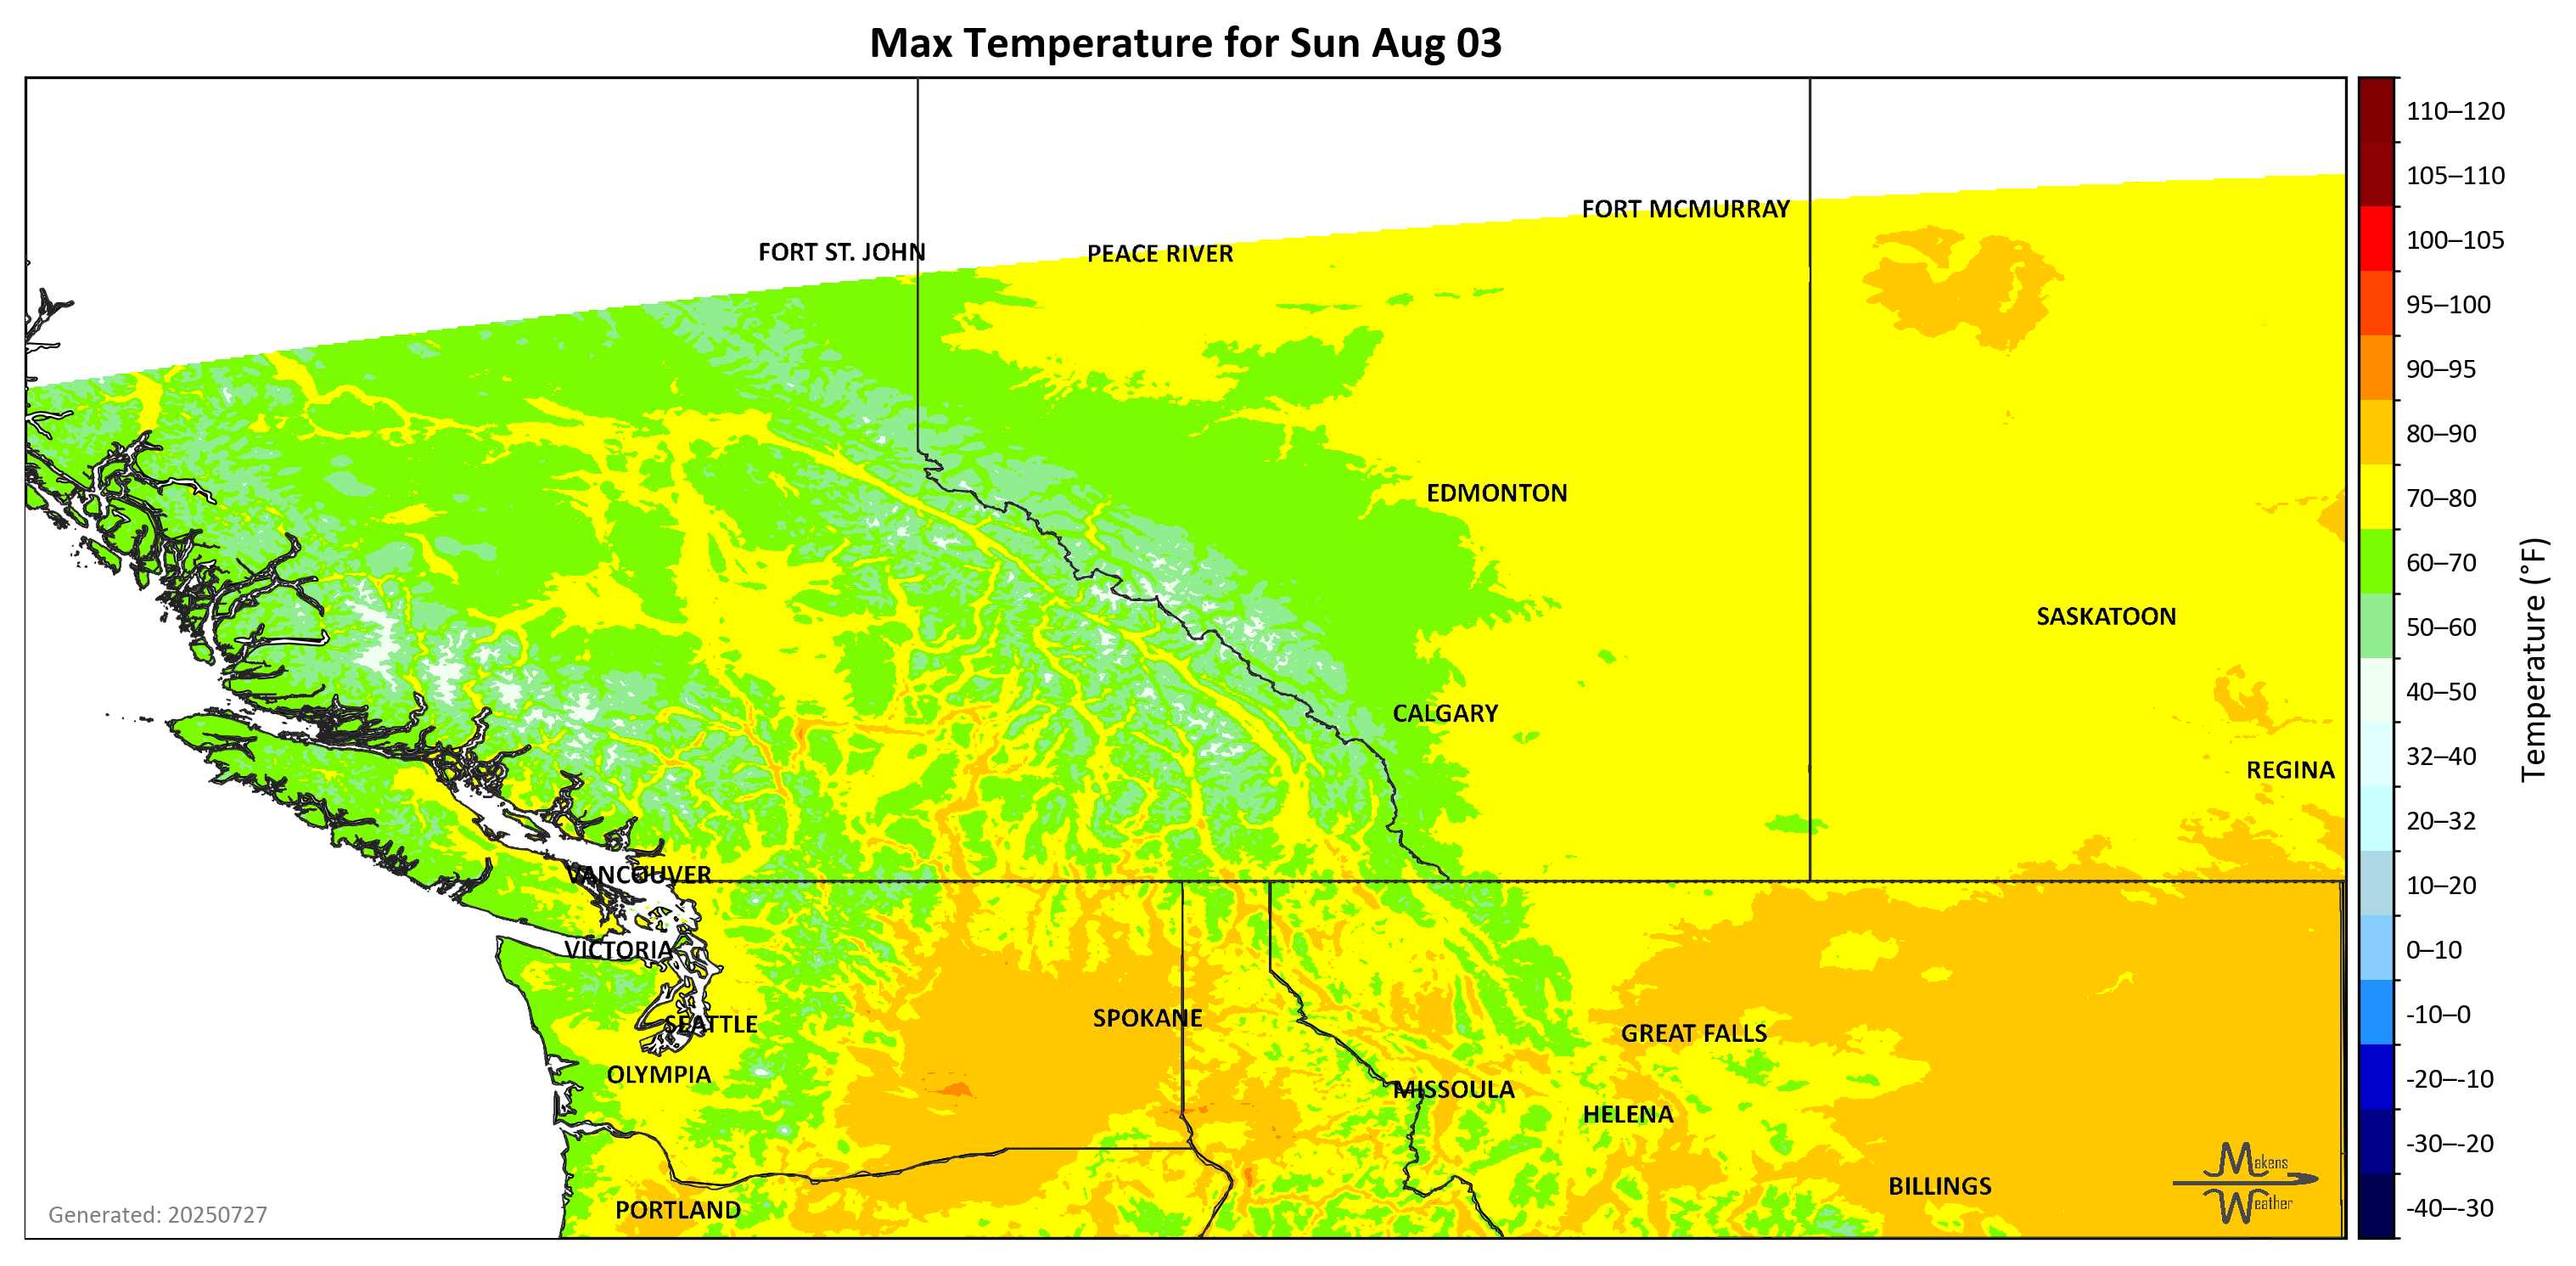 Max Temperature for Sun Aug 03
FORT MCMURRAY
FORT ST. JOHN
PEACE RIVER
EDMONTON
SASKATOON
CALGARY
REGINA
VANCOUVER
VICTORIA
SEATTLE
SPOKANE
GREAT FALLS
OLYMPIA
MISSOULA
HELENA
BILLINGS
PORTLAND
Makens
Weather
Generated: 20250727
110–120
105–110
100–105
95–100
90–95
80–90
70–80
60–70
50–60
40–50
32–40
20–32
10–20
0–10
-10–0
-20–-10
-30–-20
-40–-30
Temperature (°F)